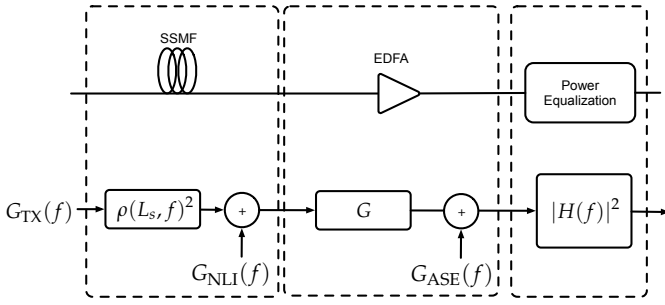 SSMF
EDFA
Power
Equalization
G_TX(f)
ρ(L_s, f)^2
+
G
+
|H(f)|^2
G_NLI(f)
G_ASE(f)